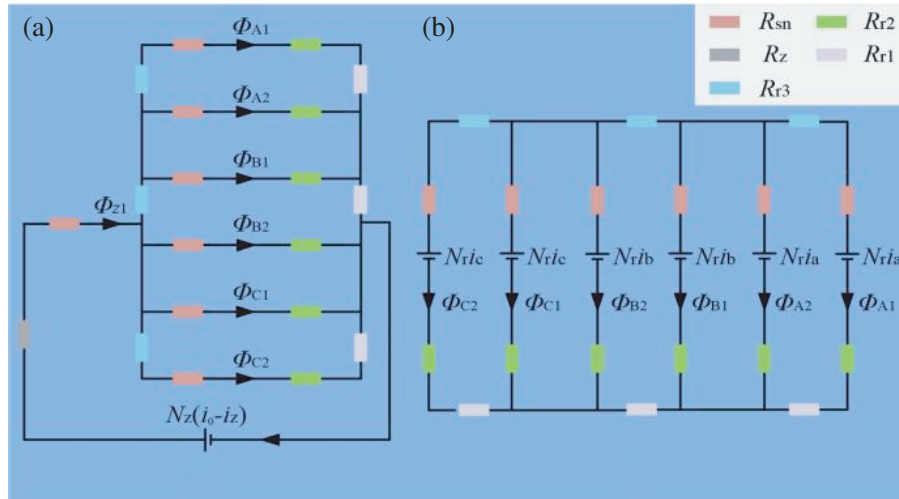 (a)
ΦA1
ΦA2
ΦB1
Φz1
ΦB2
ΦC1
ΦC2
Nz(i₀-iz)
(b)
Rsn
Rr2
Rz
Rr1
Rr3
Nric Nric Nrib Nrib Nria Nria
ΦC2 ΦC1 ΦB2 ΦB1 ΦA2 ΦA1